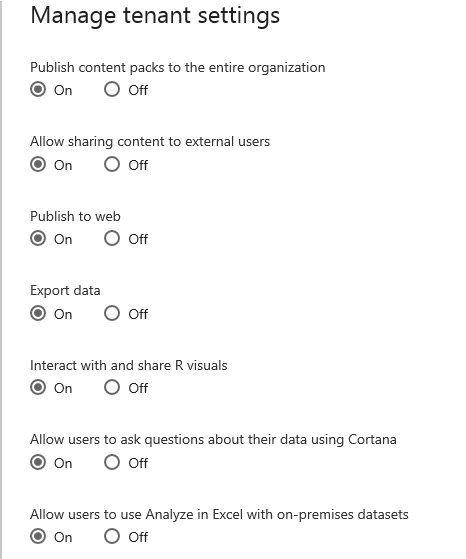 Manage tenant settings
Publish content packs to the entire organization
On Off
Allow sharing content to external users
On Off
Publish to web
On Off
Export data
On Off
Interact with and share R visuals
On Off
Allow users to ask questions about their data using Cortana
On Off
Allow users to use Analyze in Excel with on-premises datasets
On Off